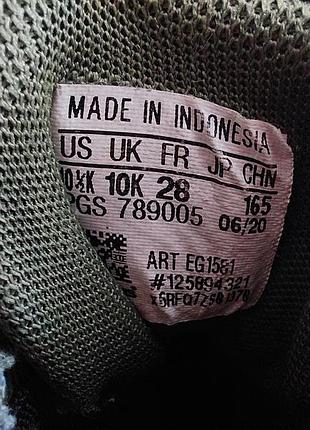 MADE IN INDONESIA
US UK FR JP CHN
10½K 10K 28 165
PGS 789005 06/20
ART EG1581
#125894321